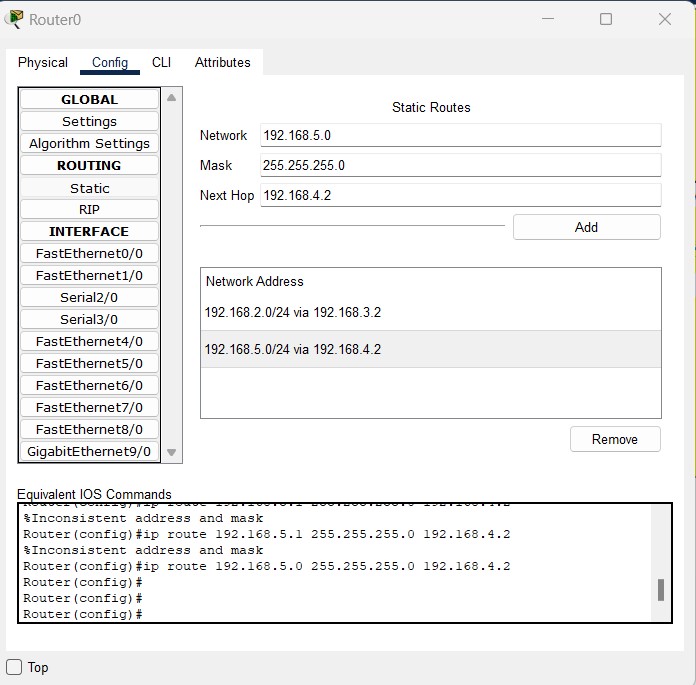 Router0
Physical Config CLI Attributes
GLOBAL
Settings
Algorithm Settings
ROUTING
Static
RIP
INTERFACE
FastEthernet0/0
FastEthernet1/0
Serial2/0
Serial3/0
FastEthernet4/0
FastEthernet5/0
FastEthernet6/0
FastEthernet7/0
FastEthernet8/0
GigabitEthernet9/0
Static Routes
Network 192.168.5.0
Mask 255.255.255.0
Next Hop 192.168.4.2
Add
Network Address
192.168.2.0/24 via 192.168.3.2
192.168.5.0/24 via 192.168.4.2
Remove
Equivalent IOS Commands
%Inconsistent address and mask
Router(config)#ip route 192.168.5.1 255.255.255.0 192.168.4.2
%Inconsistent address and mask
Router(config)#ip route 192.168.5.0 255.255.255.0 192.168.4.2
Router(config)#
Router(config)#
Router(config)#
Top